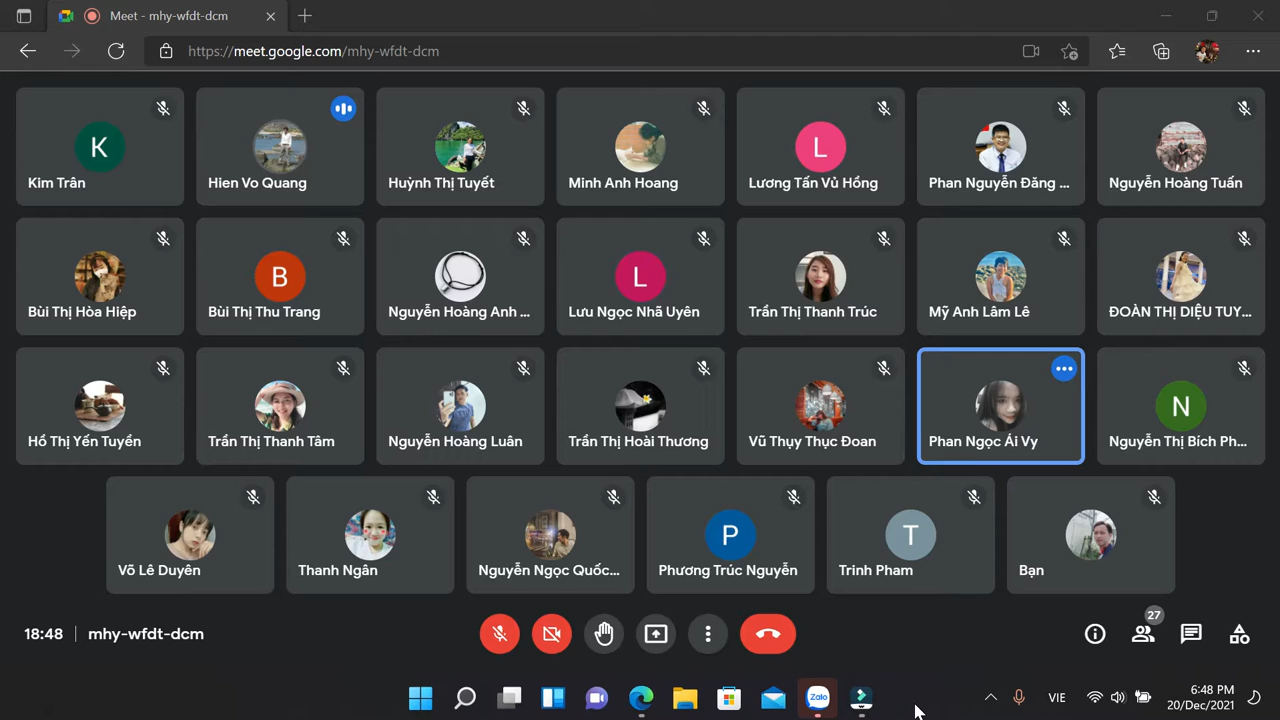 Meet - mhy-wfdt-dcm
https://meet.google.com/mhy-wfdt-dcm
K
Kim Trân
Hien Vo Quang
Huỳnh Thị Tuyết
Minh Anh Hoang
L
Lương Tấn Vủ Hồng
Phan Nguyễn Đăng ...
Nguyễn Hoàng Tuấn
Bùi Thị Hòa Hiệp
B
Bùi Thị Thu Trang
Nguyễn Hoàng Anh ...
L
Lưu Ngọc Nhã Uyên
Trần Thị Thanh Trúc
Mỹ Anh Lâm Lê
ĐOÀN THỊ DIỆU TUY...
Hồ Thị Yến Tuyền
Trần Thị Thanh Tâm
Nguyễn Hoàng Luân
Trần Thị Hoài Thương
Vũ Thụy Thục Đoan
Phan Ngọc Ái Vy
N
Nguyễn Thị Bích Ph...
Võ Lê Duyên
Thanh Ngân
Nguyễn Ngọc Quốc...
P
Phương Trúc Nguyễn
T
Trinh Pham
Bạn
18:48 | mhy-wfdt-dcm
27
Zalo
VIE
6:48 PM
20/Dec/2021